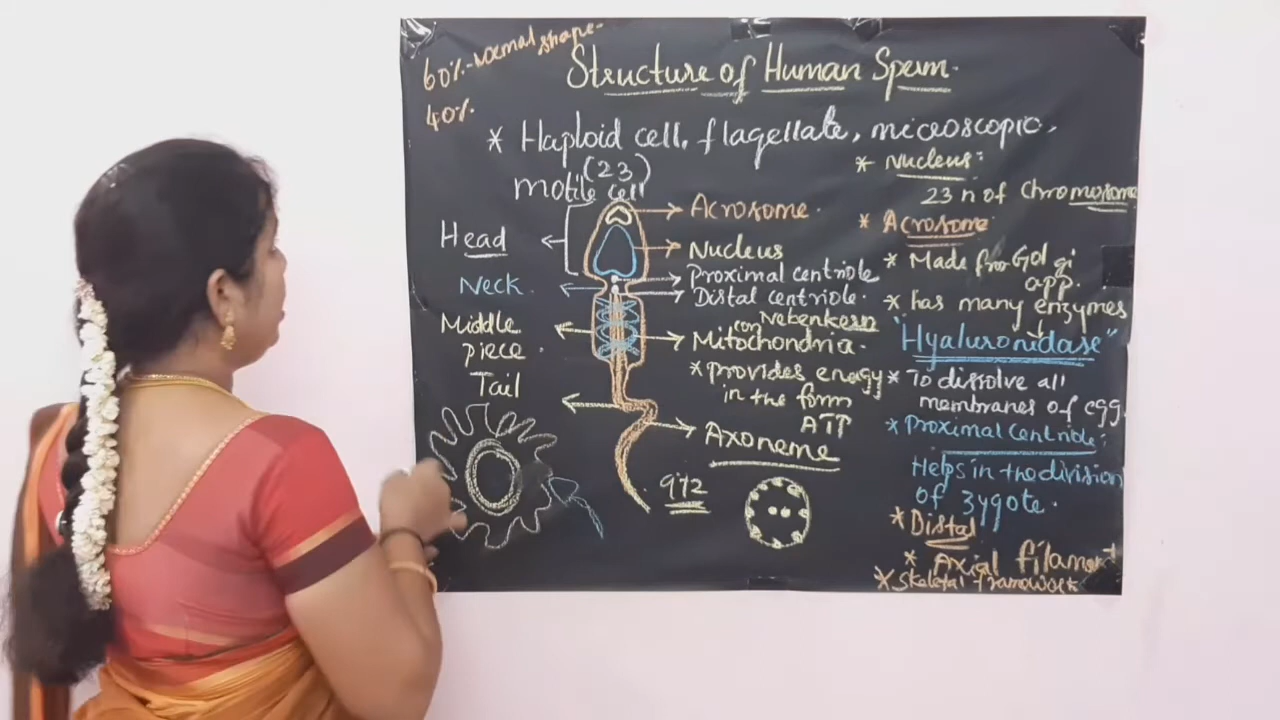 60%-normal shape-
40%
Structure of Human Sperm.
* Haploid cell, flagellate, microscopic,
(23)
motile cell
Head
Neck.
Middle
piece.
Tail
Acrosome.
Nucleus
Proximal centriole
Distal centriole.
(or) Nebenkern
Mitochondria.
*provides energy
in the form
ATP
Axoneme
9+2
* Nucleus:
23 n of chromosome
* Acrosome
* Made from Golgi
app.
* has many enzymes
"Hyaluronidase"
* To dissolve all
membranes of egg.
* Proximal Centriole:
Helps in the division
of zygote.
* Distal
* Axial filament
* Skeletal framework